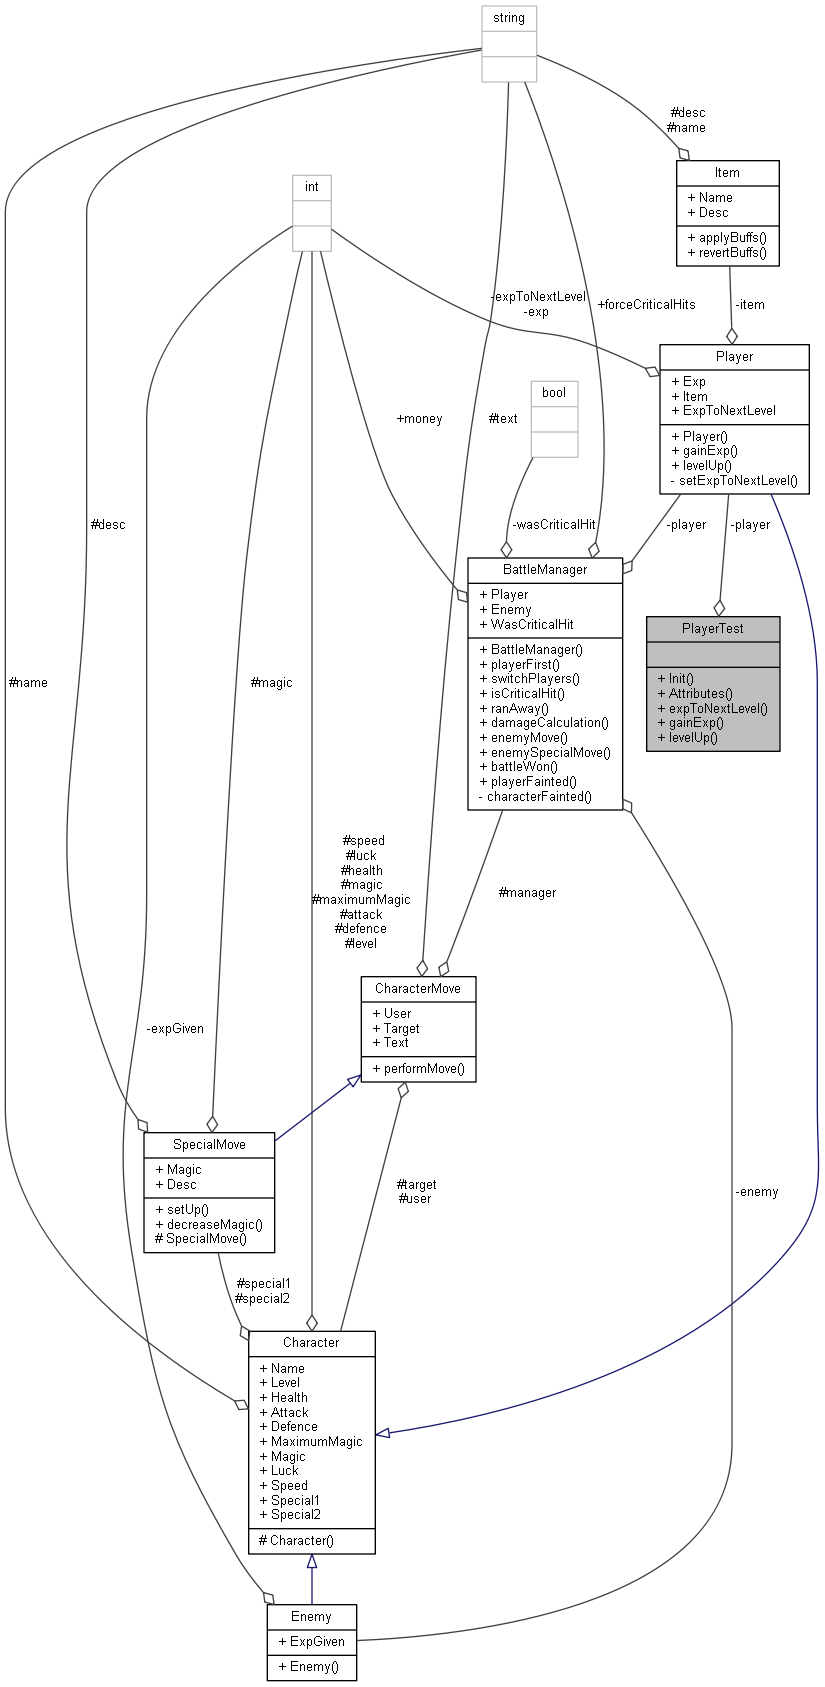 string
#desc
#name
Item
+ Name
+ Desc
+ applyBuffs()
+ revertBuffs()
int
-expToNextLevel
-exp
+forceCriticalHits
-item
Player
+ Exp
+ Item
+ ExpToNextLevel
+ Player()
+ gainExp()
+ levelUp()
- setExpToNextLevel()
bool
+money
#text
#desc
-wasCriticalHit
-player
-player
BattleManager
+ Player
+ Enemy
+ WasCriticalHit
+ BattleManager()
+ playerFirst()
+ switchPlayers()
+ isCriticalHit()
+ ranAway()
+ damageCalculation()
+ enemyMove()
+ enemySpecialMove()
+ battleWon()
+ playerFainted()
- characterFainted()
PlayerTest
+ Init()
+ Attributes()
+ expToNextLevel()
+ gainExp()
+ levelUp()
#name
#magic
#speed
#luck
#health
#magic
#maximumMagic
#attack
#defence
#level
#manager
CharacterMove
+ User
+ Target
+ Text
+ performMove()
-expGiven
SpecialMove
+ Magic
+ Desc
+ setUp()
+ decreaseMagic()
# SpecialMove()
#target
#user
-enemy
#special1
#special2
Character
+ Name
+ Level
+ Health
+ Attack
+ Defence
+ MaximumMagic
+ Magic
+ Luck
+ Speed
+ Special1
+ Special2
# Character()
Enemy
+ ExpGiven
+ Enemy()